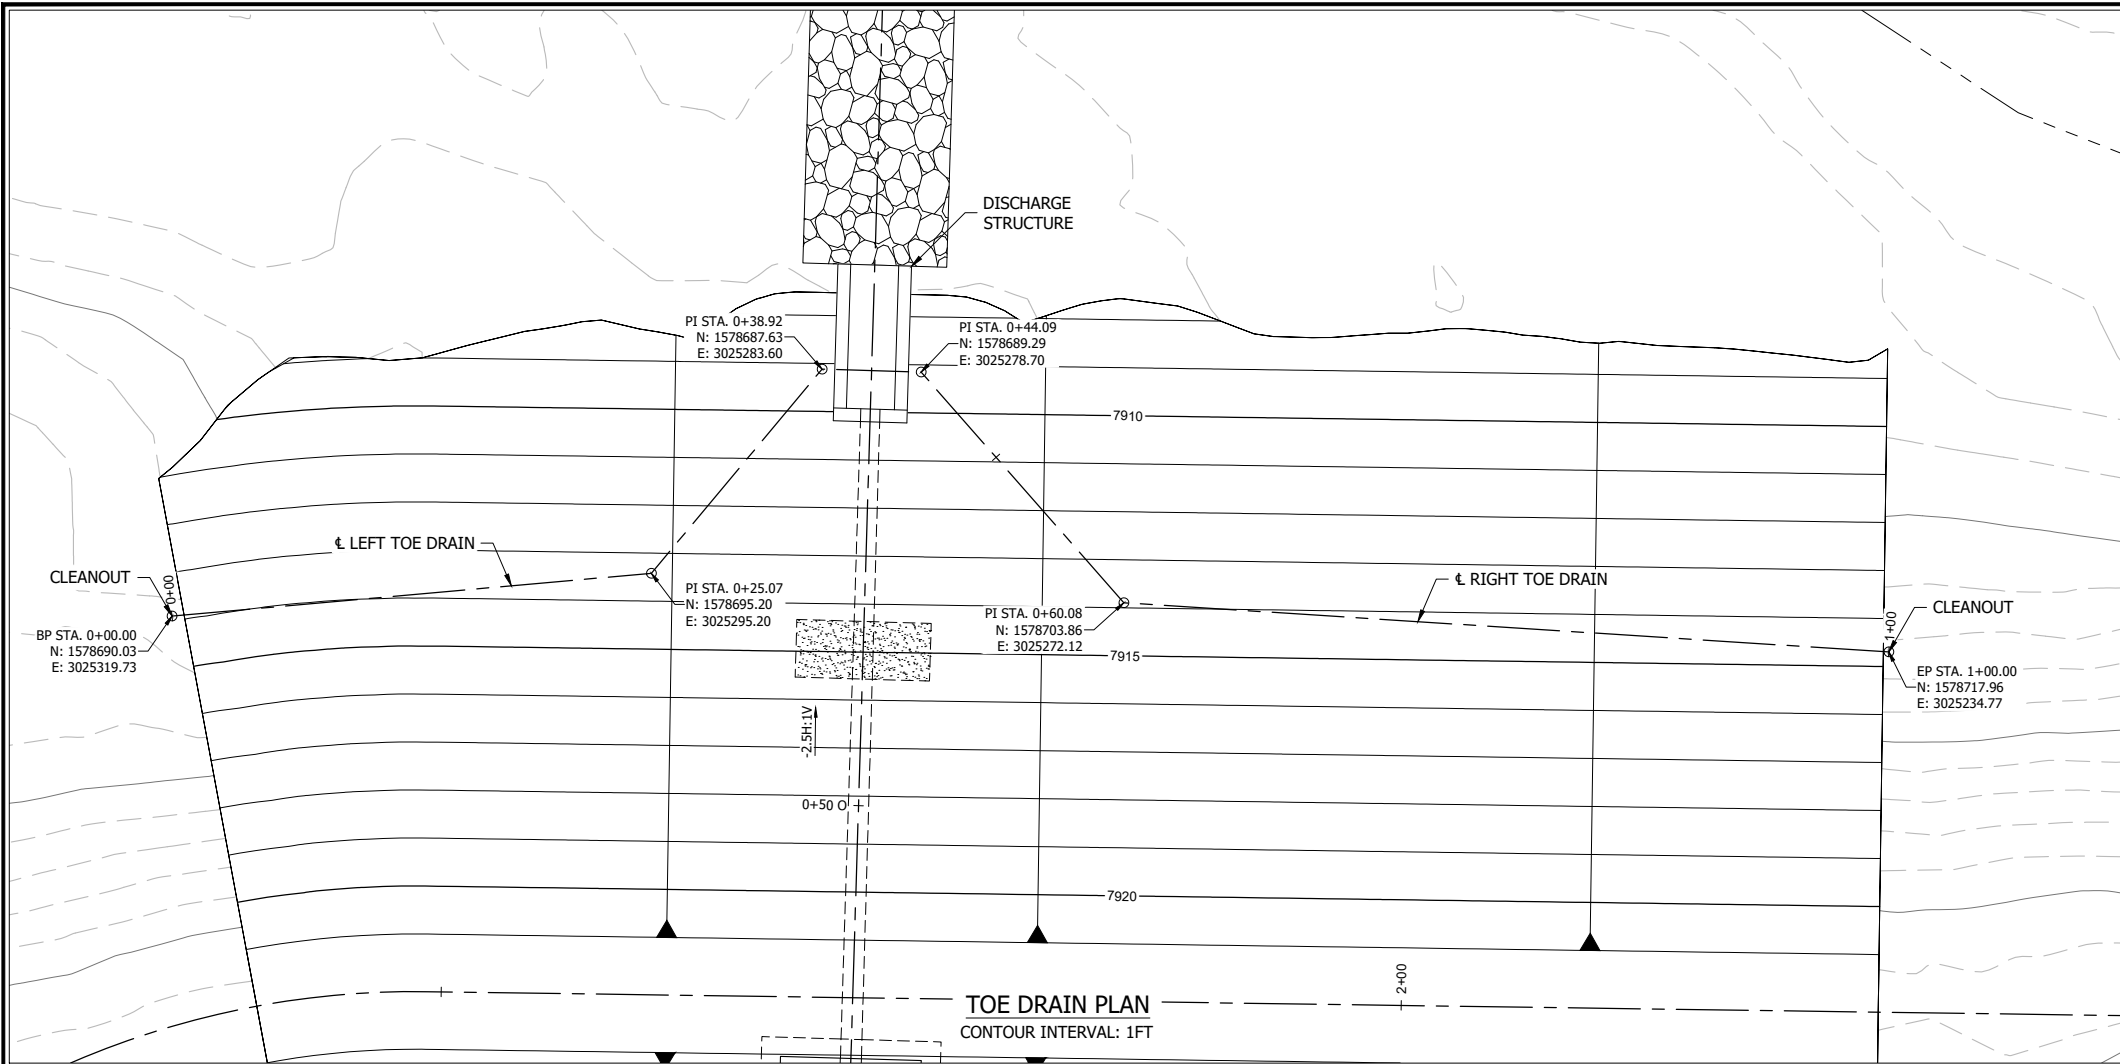 DISCHARGE
STRUCTURE
PI STA. 0+38.92
N: 1578687.63
E: 3025283.60
PI STA. 0+44.09
N: 1578689.29
E: 3025278.70
7910
℄ LEFT TOE DRAIN
CLEANOUT
0+00
BP STA. 0+00.00
N: 1578690.03
E: 3025319.73
PI STA. 0+25.07
N: 1578695.20
E: 3025295.20
PI STA. 0+60.08
N: 1578703.86
E: 3025272.12
℄ RIGHT TOE DRAIN
CLEANOUT
1+00
EP STA. 1+00.00
N: 1578717.96
E: 3025234.77
7915
-2.5H:1V
0+50 O
7920
2+00
TOE DRAIN PLAN
CONTOUR INTERVAL: 1FT